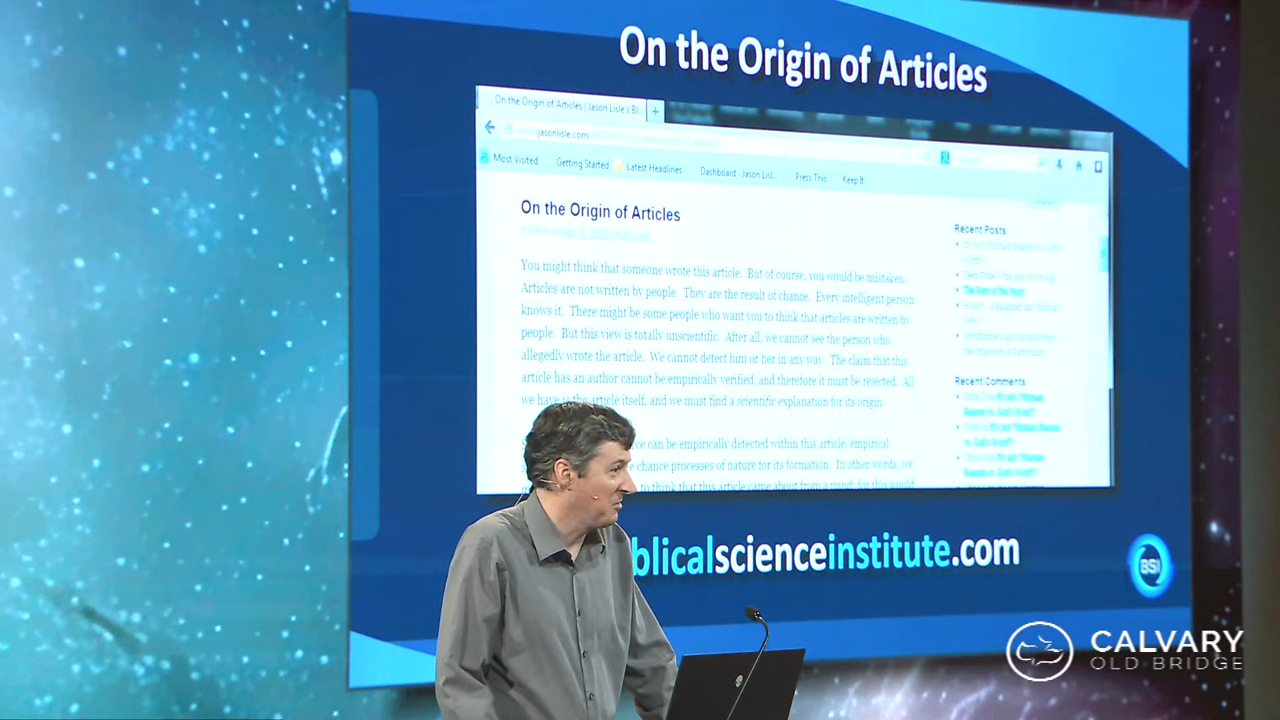 On the Origin of Articles
On the Origin of Articles | Jason Lisle's Bl...
+
jasonlisle.com
Most Visited Getting Started Latest Headlines Dashboard ‹ Jason Lisl... Press This Keep It!
On the Origin of Articles
You might think that someone wrote this article. But of course, you would be mistaken.
Articles are not written by people. They are the result of chance. Every intelligent person
knows it. There might be some people who want you to think that articles are written by
people. But this view is totally unscientific. After all, we cannot see the person who
allegedly wrote the article. We cannot detect him or her in any way. The claim that this
article has an author cannot be empirically verified, and therefore it must be rejected. All
we have is the article itself, and we must find a scientific explanation for its origin.
can be empirically detected within this article, empirical
chance processes of nature for its formation. In other words, we
to think that this article came about from a mind, for this would
Recent Posts
Recent Comments
blicalscienceinstitute.com
BSI
CALVARY
OLD BRIDGE